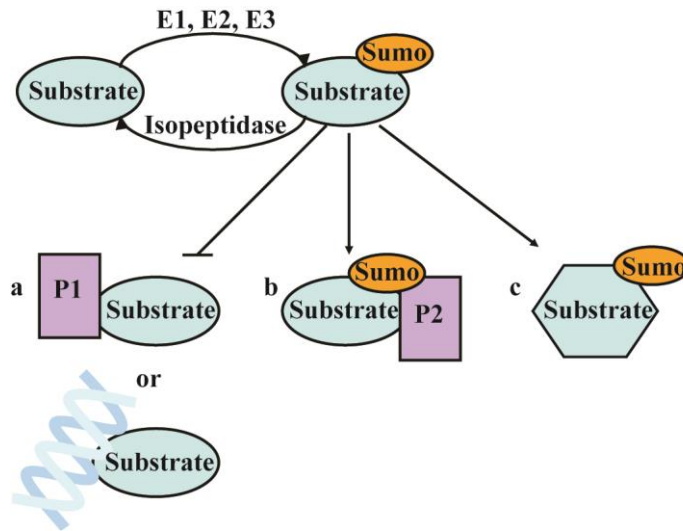 E1, E2, E3
Sumo
Substrate
Substrate
Isopeptidase
a
P1
Substrate
b
Sumo
Substrate
P2
c
Sumo
Substrate
or
Substrate